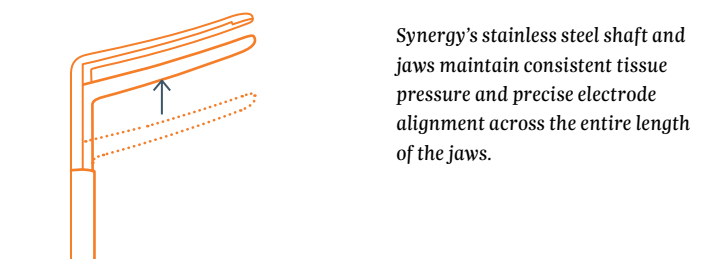 Synergy’s stainless steel shaft and
jaws maintain consistent tissue
pressure and precise electrode
alignment across the entire length
of the jaws.